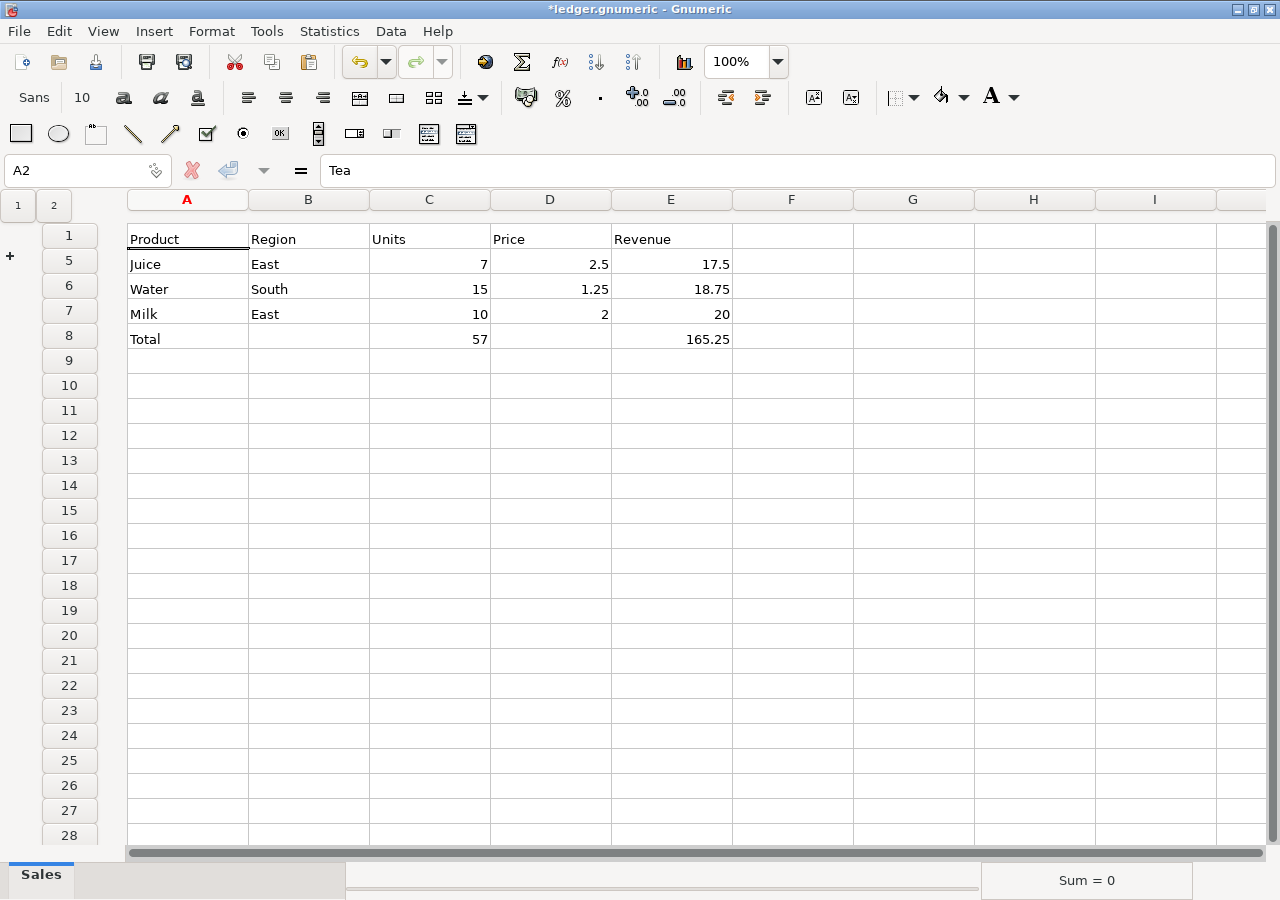 *ledger.gnumeric - Gnumeric
File Edit View Insert Format Tools Statistics Data Help
100%
Sans 10
A2 Tea
1 2 A B C D E F G H I
1 Product Region Units Price Revenue
5 Juice East 7 2.5 17.5
6 Water South 15 1.25 18.75
7 Milk East 10 2 20
8 Total 57 165.25
9
10
11
12
13
14
15
16
17
18
19
20
21
22
23
24
25
26
27
28
Sales Sum = 0